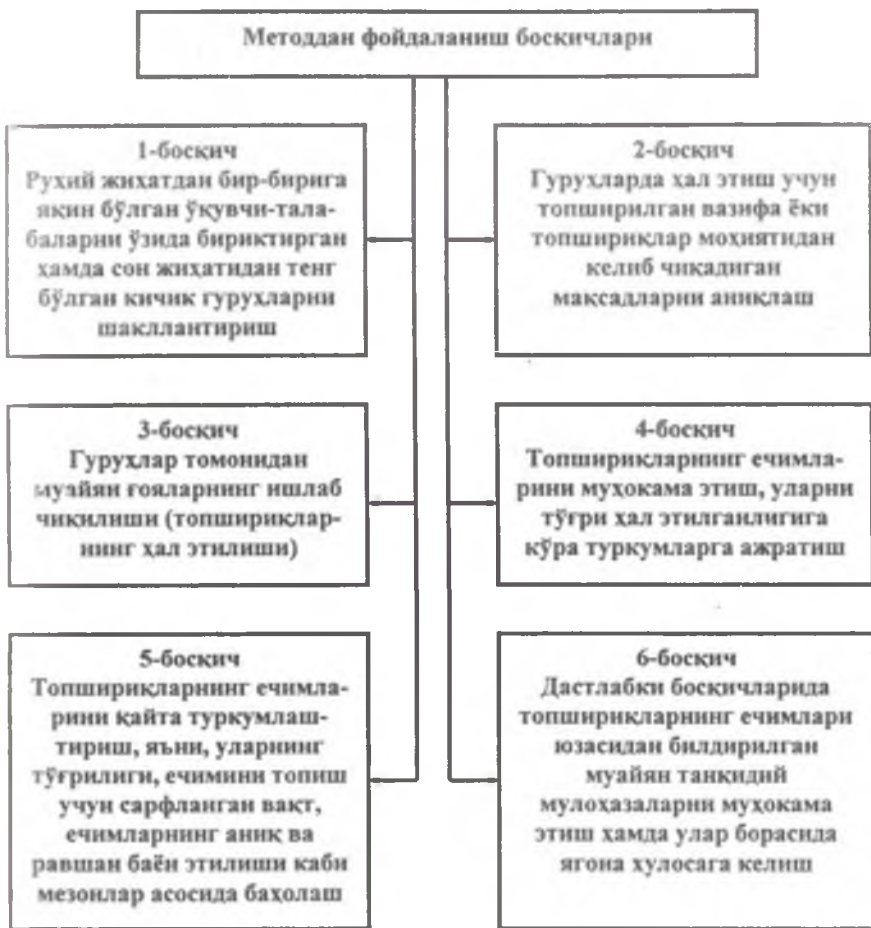 Методдан фойдаланиш босқичлари
1-босқич
Руҳий жиҳатдан бир-бирига
яқин бўлган ўқувчи-тала-
баларни ўзида бириктирган
ҳамда сон жиҳатидан тенг
бўлган кичик гуруҳларни
шакллантириш
2-босқич
Гуруҳларда ҳал этиш учун
топширилган вазифа ёки
топшириқлар моҳиятидан
келиб чиқадиган
мақсадларни аниқлаш
3-босқич
Гуруҳлар томонидан
муайян ғояларнинг ишлаб
чиқилиши (топшириқлар-
нинг ҳал этилиши)
4-босқич
Топшириқларнинг ечимла-
рини муҳокама этиш, уларни
тўғри ҳал этилганлигига
кўра туркумларга ажратиш
5-босқич
Топшириқларнинг ечимла-
рини қайта туркумлаш-
тириш, яъни, уларнинг
тўғрилиги, ечимини топиш
учун сарфланган вақт,
ечимларнинг аниқ ва
равшан баён этилиши каби
мезонлар асосида баҳолаш
6-босқич
Дастлабки босқичларида
топшириқларнинг ечимлари
юзасидан билдирилган
муайян танқидий
мулоҳазаларни муҳокама
этиш ҳамда улар борасида
ягона хулосага келиш